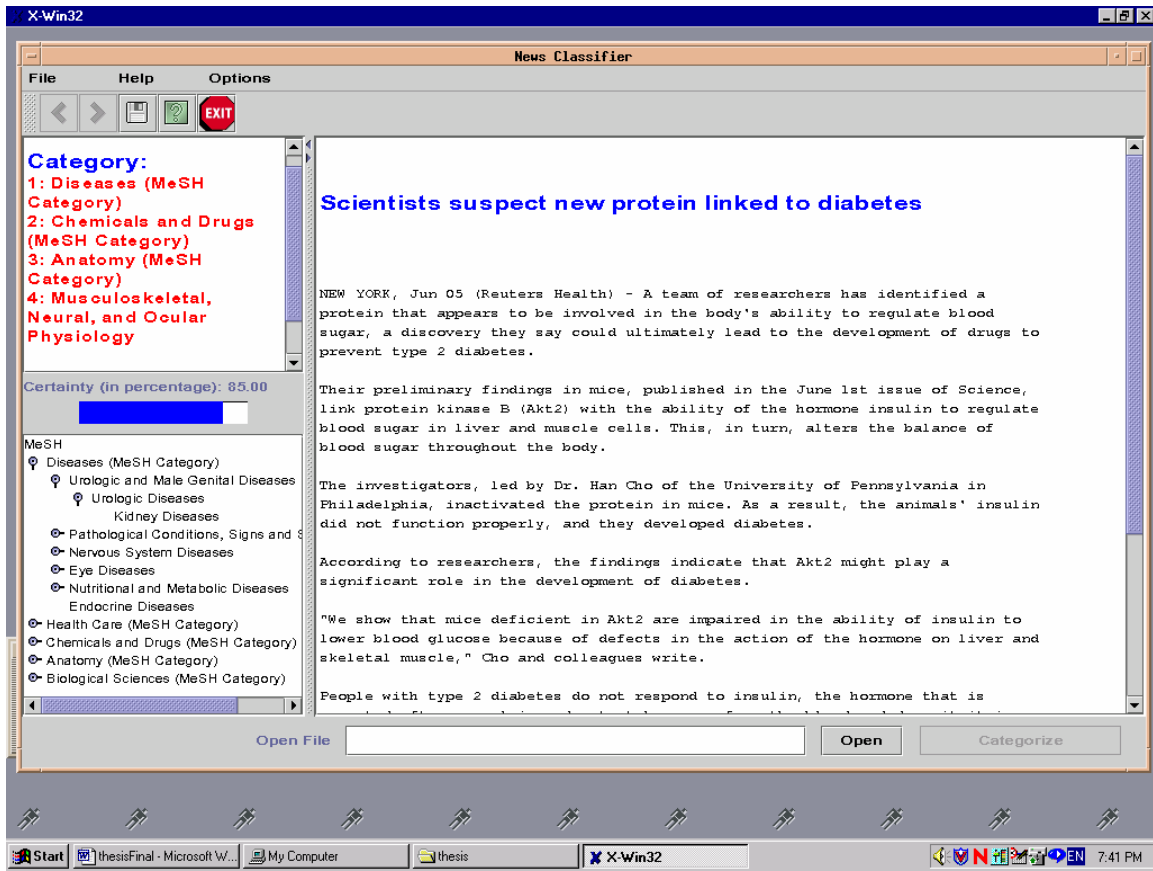 X-Win32
News Classifier
File Help Options
EXIT
Category:
1: Diseases (MeSH
Category)
2: Chemicals and Drugs
(MeSH Category)
3: Anatomy (MeSH
Category)
4: Musculoskeletal,
Neural, and Ocular
Physiology
Certainty (in percentage): 85.00
MeSH
Diseases (MeSH Category)
Urologic and Male Genital Diseases
Urologic Diseases
Kidney Diseases
Pathological Conditions, Signs and
Nervous System Diseases
Eye Diseases
Nutritional and Metabolic Diseases
Endocrine Diseases
Health Care (MeSH Category)
Chemicals and Drugs (MeSH Category)
Anatomy (MeSH Category)
Biological Sciences (MeSH Category)
Scientists suspect new protein linked to diabetes
NEW YORK, Jun 05 (Reuters Health) - A team of researchers has identified a
protein that appears to be involved in the body's ability to regulate blood
sugar, a discovery they say could ultimately lead to the development of drugs to
prevent type 2 diabetes.
Their preliminary findings in mice, published in the June 1st issue of Science,
link protein kinase B (Akt2) with the ability of the hormone insulin to regulate
blood sugar in liver and muscle cells. This, in turn, alters the balance of
blood sugar throughout the body.
The investigators, led by Dr. Han Cho of the University of Pennsylvania in
Philadelphia, inactivated the protein in mice. As a result, the animals' insulin
did not function properly, and they developed diabetes.
According to researchers, the findings indicate that Akt2 might play a
significant role in the development of diabetes.
"We show that mice deficient in Akt2 are impaired in the ability of insulin to
lower blood glucose because of defects in the action of the hormone on liver and
skeletal muscle," Cho and colleagues write.
People with type 2 diabetes do not respond to insulin, the hormone that is
Open File Open Categorize
Start thesisFinal - Microsoft W... My Computer thesis X-Win32 EN 7:41 PM